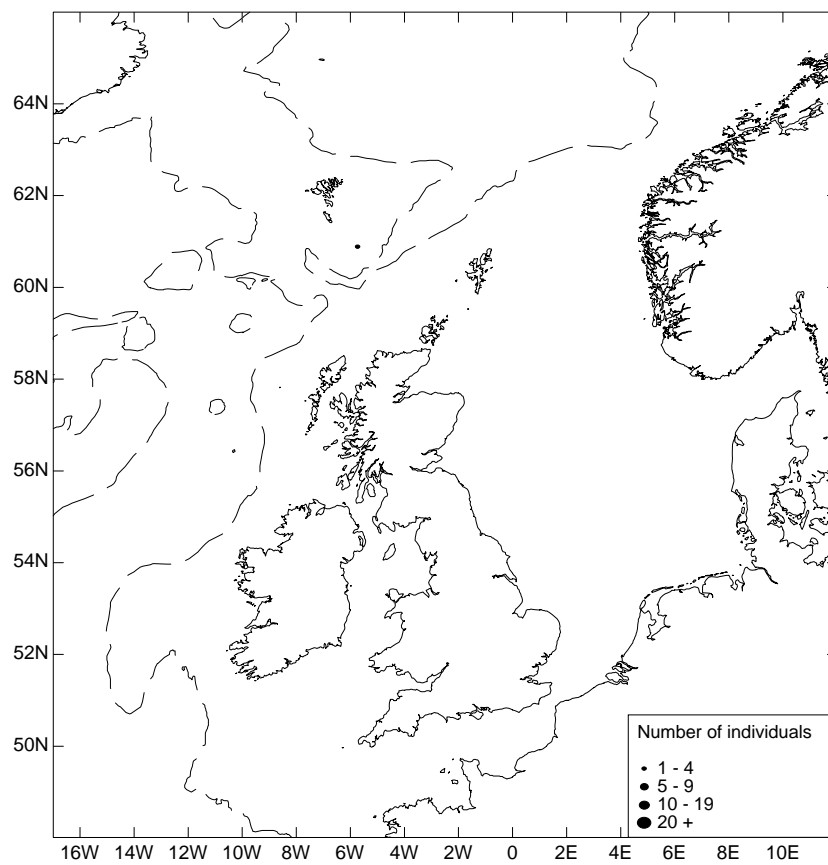 64N
62N
60N
58N
56N
54N
52N
50N
Number of individuals
1 - 4
5 - 9
10 - 19
20 +
16W 14W 12W 10W 8W 6W 4W 2W 0 2E 4E 6E 8E 10E